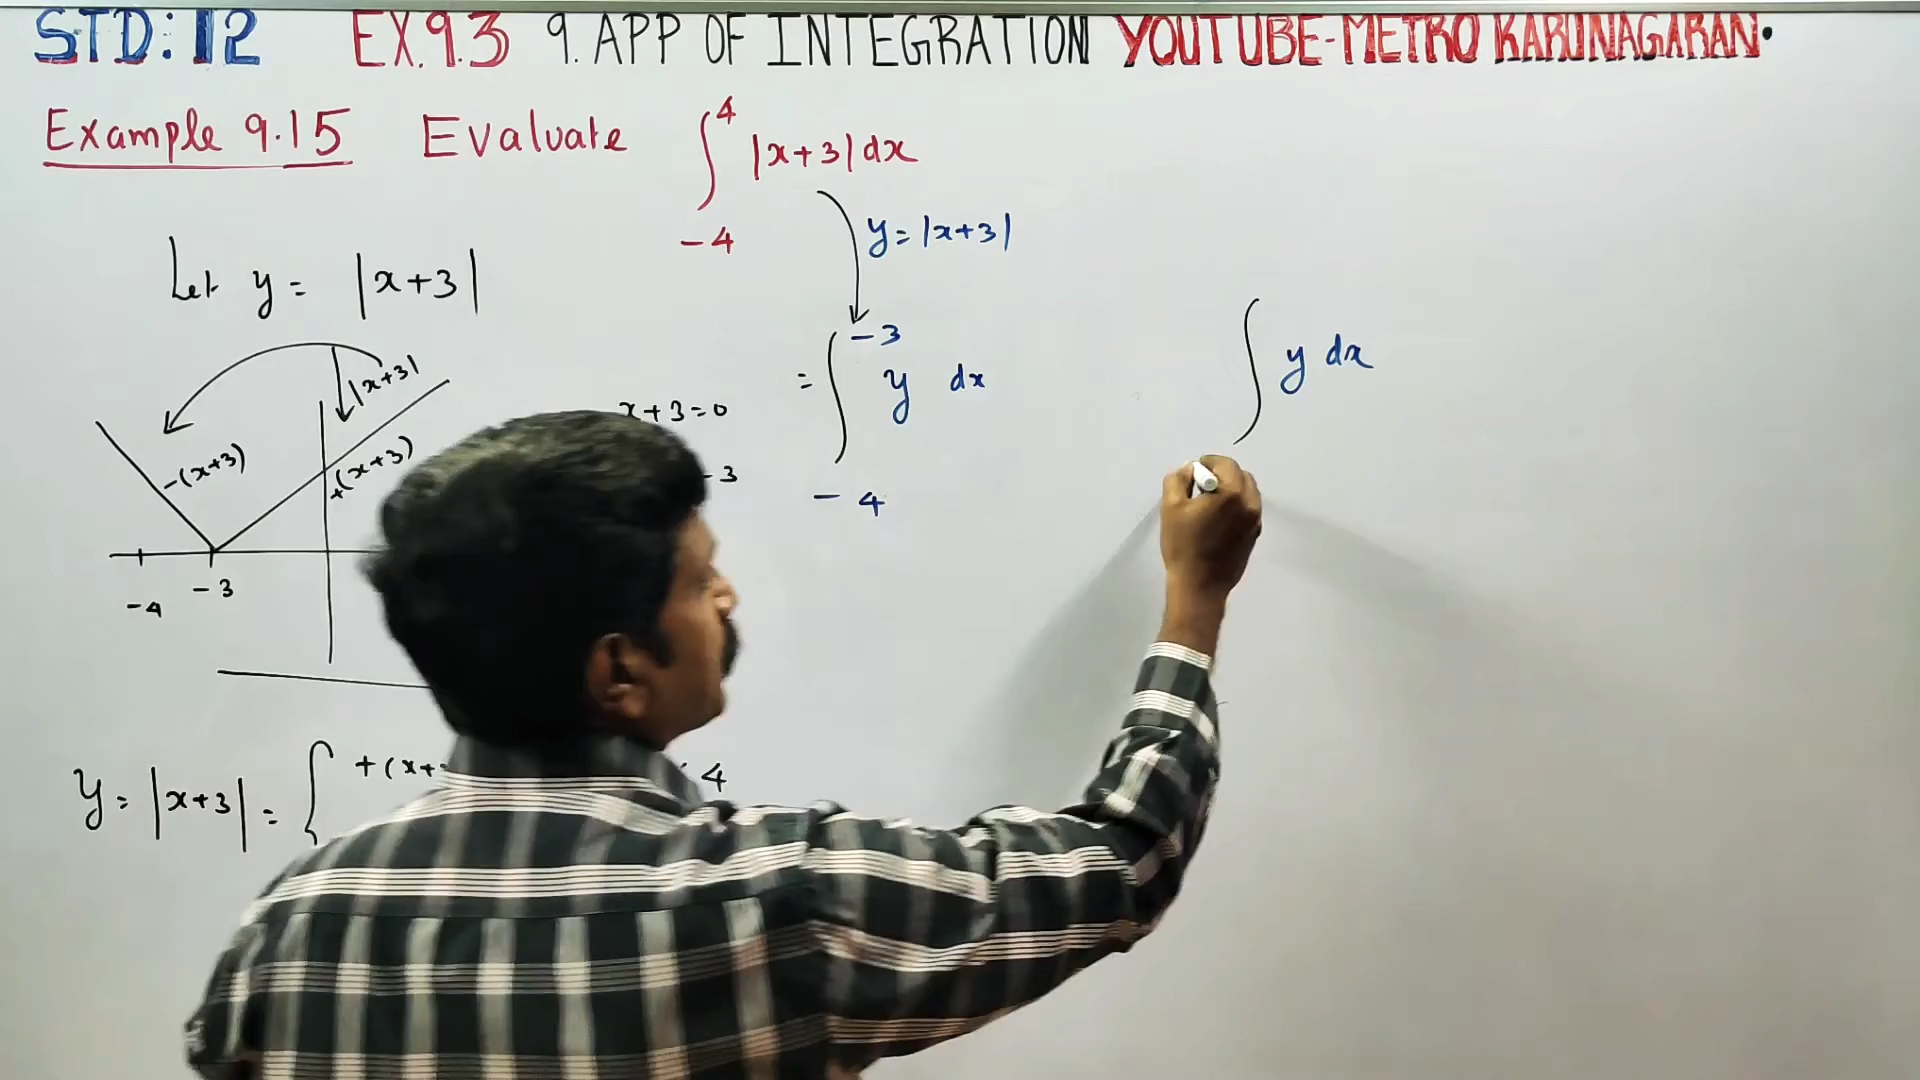 STD: 12 EX.9.3 9. APP OF INTEGRATION YOUTUBE-METRO KARUNAGARAN.
Example 9.15 Evaluate ∫ 4 |x+3| dx
-4
y = |x+3|
Let y = |x+3|
|x+3|
-(x+3)
+(x+3)
-4 -3
x+3=0
-3
= ∫ -3 y dx
-4
∫ y dx
y = |x+3| = { +(x+ 4